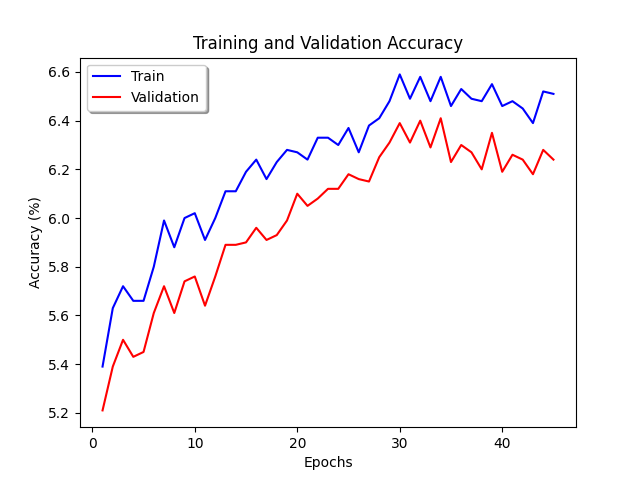 Training and Validation Accuracy
Train
Validation
6.6
6.4
6.2
6.0
5.8
5.6
5.4
5.2
Accuracy (%)
0 10 20 30 40
Epochs